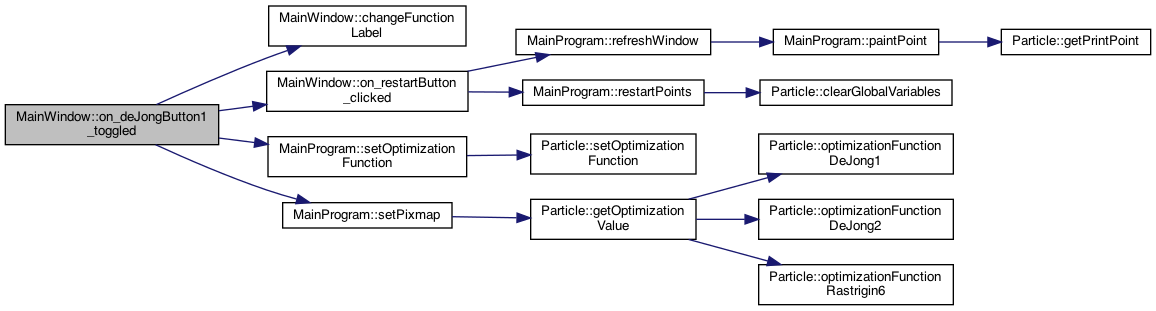 MainWindow::on_deJongButton1
_toggled
MainWindow::changeFunction
Label
MainWindow::on_restartButton
_clicked
MainProgram::setOptimization
Function
MainProgram::setPixmap
MainProgram::refreshWindow
MainProgram::restartPoints
Particle::setOptimization
Function
Particle::getOptimization
Value
MainProgram::paintPoint
Particle::clearGlobalVariables
Particle::optimizationFunction
DeJong1
Particle::optimizationFunction
DeJong2
Particle::optimizationFunction
Rastrigin6
Particle::getPrintPoint